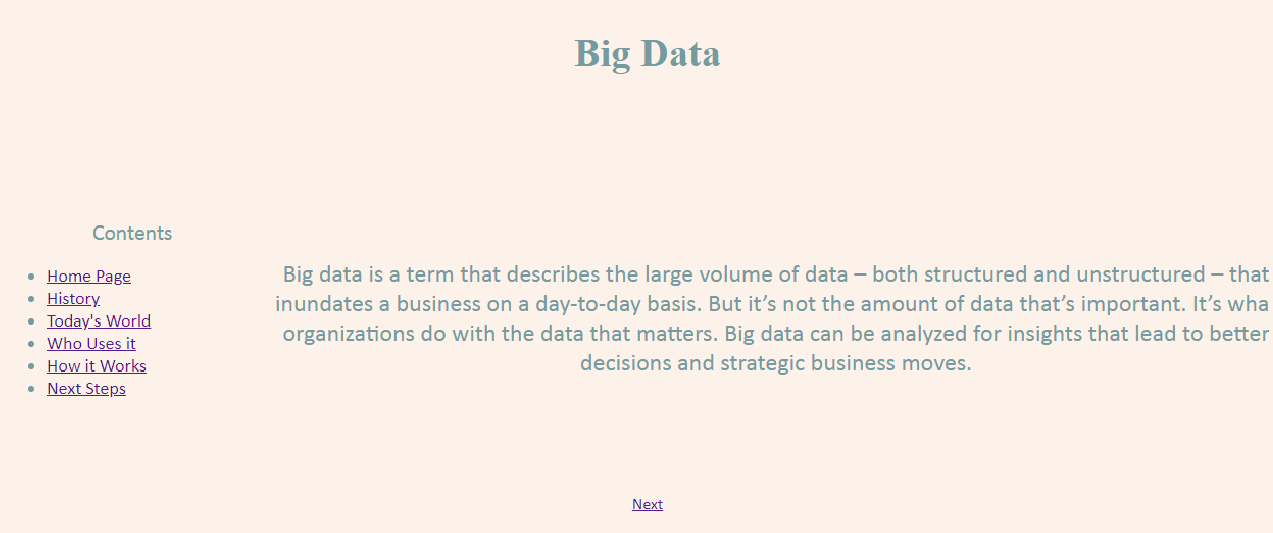 Big Data
Contents
Home Page
History
Today's World
Who Uses it
How it Works
Next Steps
Big data is a term that describes the large volume of data – both structured and unstructured – that
inundates a business on a day-to-day basis. But it’s not the amount of data that’s important. It’s wha
organizations do with the data that matters. Big data can be analyzed for insights that lead to better
decisions and strategic business moves.
Next